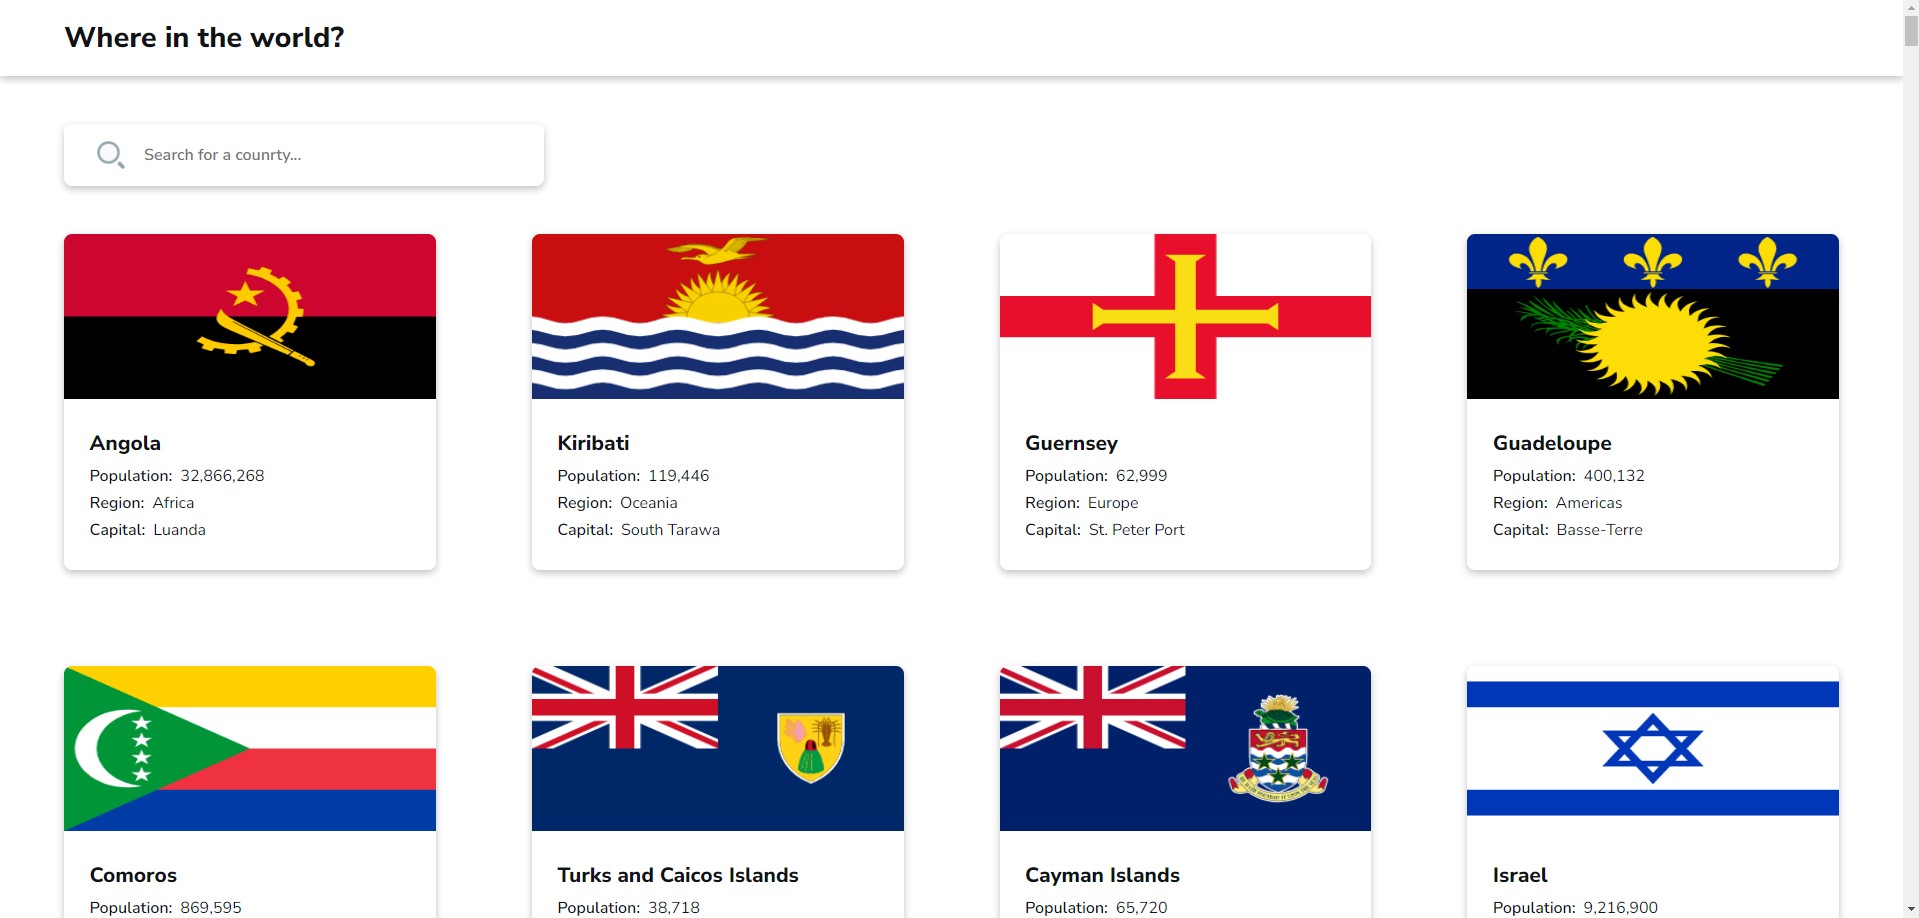 Where in the world?
Search for a counrty...
Angola
Population: 32,866,268
Region: Africa
Capital: Luanda
Kiribati
Population: 119,446
Region: Oceania
Capital: South Tarawa
Guernsey
Population: 62,999
Region: Europe
Capital: St. Peter Port
Guadeloupe
Population: 400,132
Region: Americas
Capital: Basse-Terre
Comoros
Population: 869,595
Turks and Caicos Islands
Population: 38,718
Cayman Islands
Population: 65,720
Israel
Population: 9,216,900